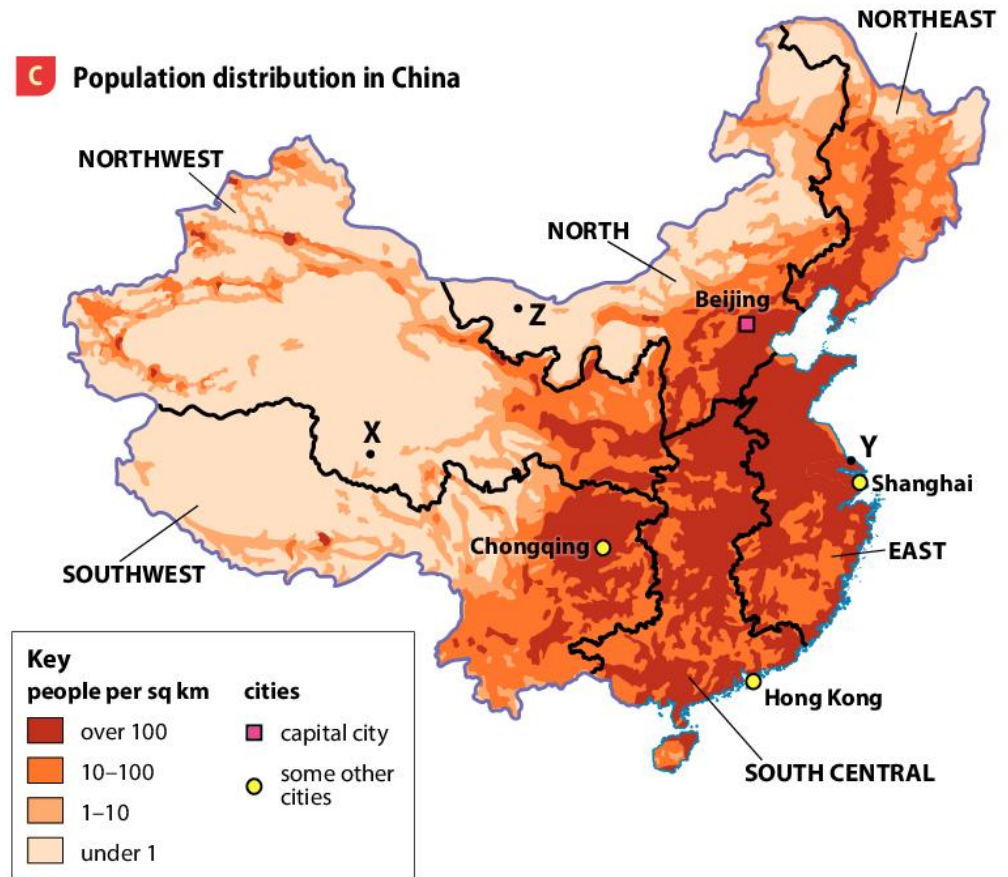 C Population distribution in China
NORTHEAST
NORTHWEST
NORTH
Z
Beijing
X
Y
Shanghai
Chongqing
EAST
SOUTHWEST
Hong Kong
SOUTH CENTRAL
Key
people per sq km
over 100
10–100
1–10
under 1
cities
capital city
some other
cities